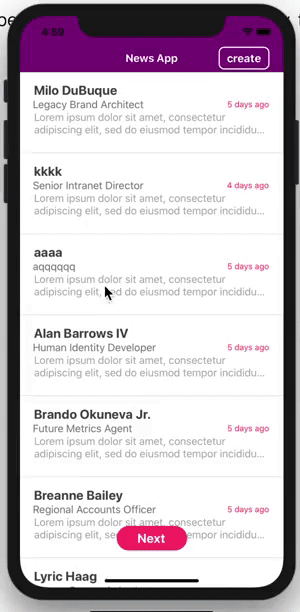 4:59
News App
create
Milo DuBuque
Legacy Brand Architect
5 days ago
Lorem ipsum dolor sit amet, consectetur
adipiscing elit, sed do eiusmod tempor incididu...
kkkk
Senior Intranet Director
4 days ago
Lorem ipsum dolor sit amet, consectetur
adipiscing elit, sed do eiusmod tempor incididu...
aaaa
aqqqqqq
5 days ago
Lorem ipsum dolor sit amet, consectetur
adipiscing elit, sed do eiusmod tempor incididu...
Alan Barrows IV
Human Identity Developer
5 days ago
Lorem ipsum dolor sit amet, consectetur
adipiscing elit, sed do eiusmod tempor incididu...
Brando Okuneva Jr.
Future Metrics Agent
5 days ago
Lorem ipsum dolor sit amet, consectetur
adipiscing elit, sed do eiusmod tempor incididu...
Breanne Bailey
Regional Accounts Officer
5 days ago
Lorem ipsum dolor sit amet, consectetur
adipiscing elit, sed do eiusmod tempor incididu...
Next
Lyric Haag